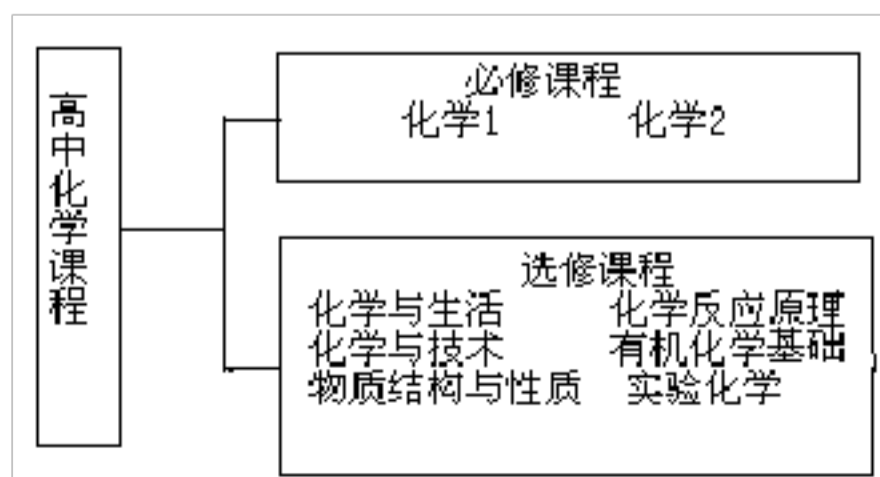 高中化学课程
必修课程
化学1 化学2
选修课程
化学与生活 化学反应原理
化学与技术 有机化学基础
物质结构与性质 实验化学